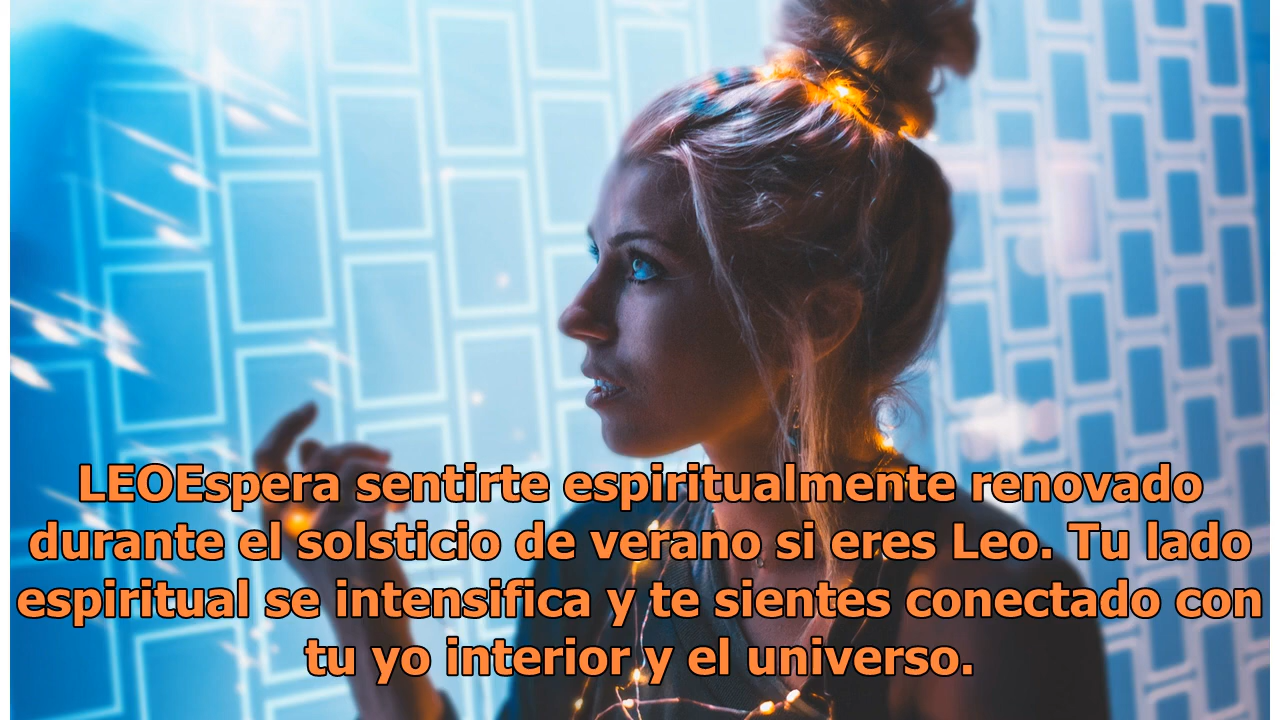 LEOEspera sentirte espiritualmente renovado
durante el solsticio de verano si eres Leo. Tu lado
espiritual se intensifica y te sientes conectado con
tu yo interior y el universo.